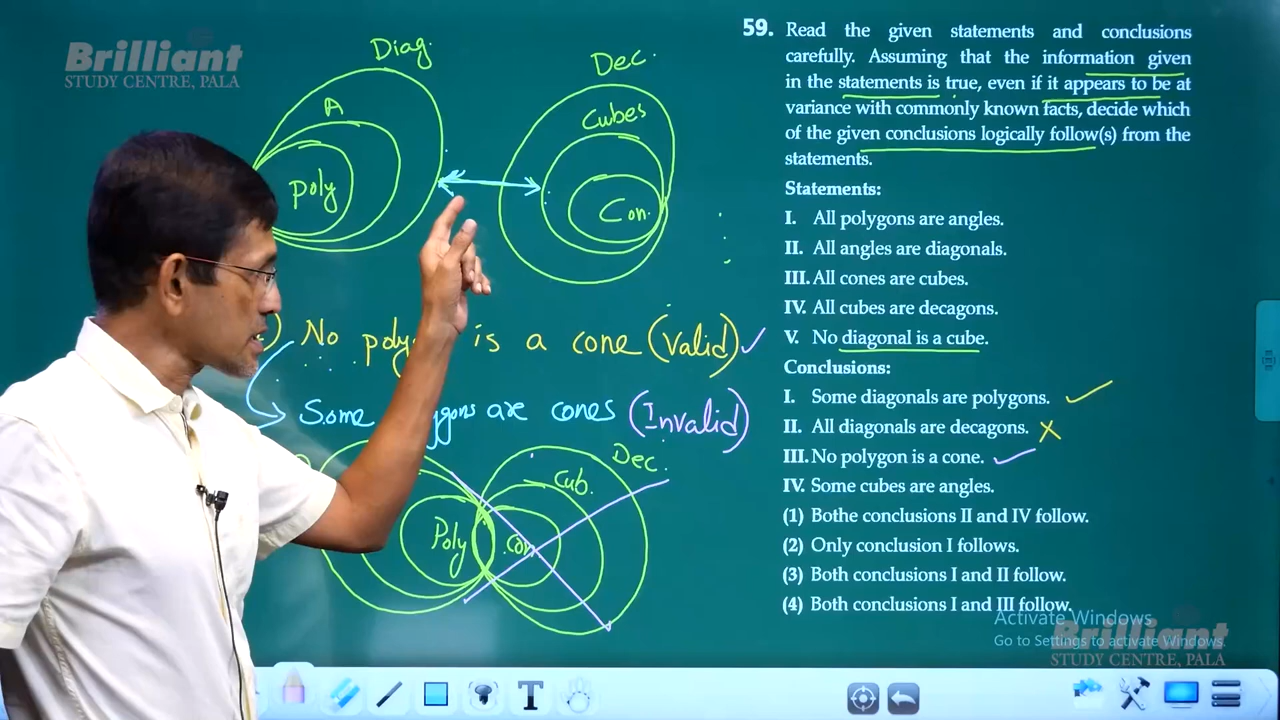 Brilliant
STUDY CENTRE, PALA
Diag.
A
Poly
Dec.
Cubes
Con.
No poly is a cone (Valid) ✓
Some polygons are cones (Invalid)
Poly
Con
Cub.
Dec.
59. Read the given statements and conclusions
carefully. Assuming that the information given
in the statements is true, even if it appears to be at
variance with commonly known facts, decide which
of the given conclusions logically follow(s) from the
statements.
Statements:
I. All polygons are angles.
II. All angles are diagonals.
III. All cones are cubes.
IV. All cubes are decagons.
V. No diagonal is a cube.
Conclusions:
I. Some diagonals are polygons. ✓
II. All diagonals are decagons. X
III. No polygon is a cone. ✓
IV. Some cubes are angles.
(1) Bothe conclusions II and IV follow.
(2) Only conclusion I follows.
(3) Both conclusions I and II follow.
(4) Both conclusions I and III follow.
Activate Windows
Go to Settings to activate Windows.
Brilliant
STUDY CENTRE, PALA
T